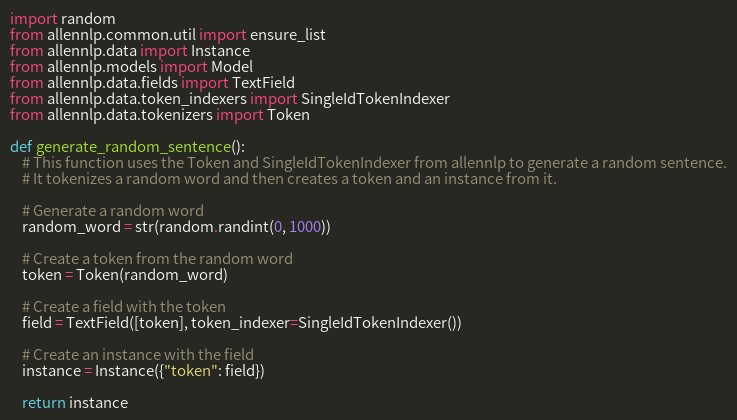 import random
from allennlp.common.util import ensure_list
from allennlp.data import Instance
from allennlp.models import Model
from allennlp.data.fields import TextField
from allennlp.data.token_indexers import SingleIdTokenIndexer
from allennlp.data.tokenizers import Token

def generate_random_sentence():
    # This function uses the Token and SingleIdTokenIndexer from allennlp to generate a random sentence.
    # It tokenizes a random word and then creates a token and an instance from it.

    # Generate a random word
    random_word = str(random.randint(0, 1000))

    # Create a token from the random word
    token = Token(random_word)

    # Create a field with the token
    field = TextField([token], token_indexer=SingleIdTokenIndexer())

    # Create an instance with the field
    instance = Instance({"token": field})

    return instance